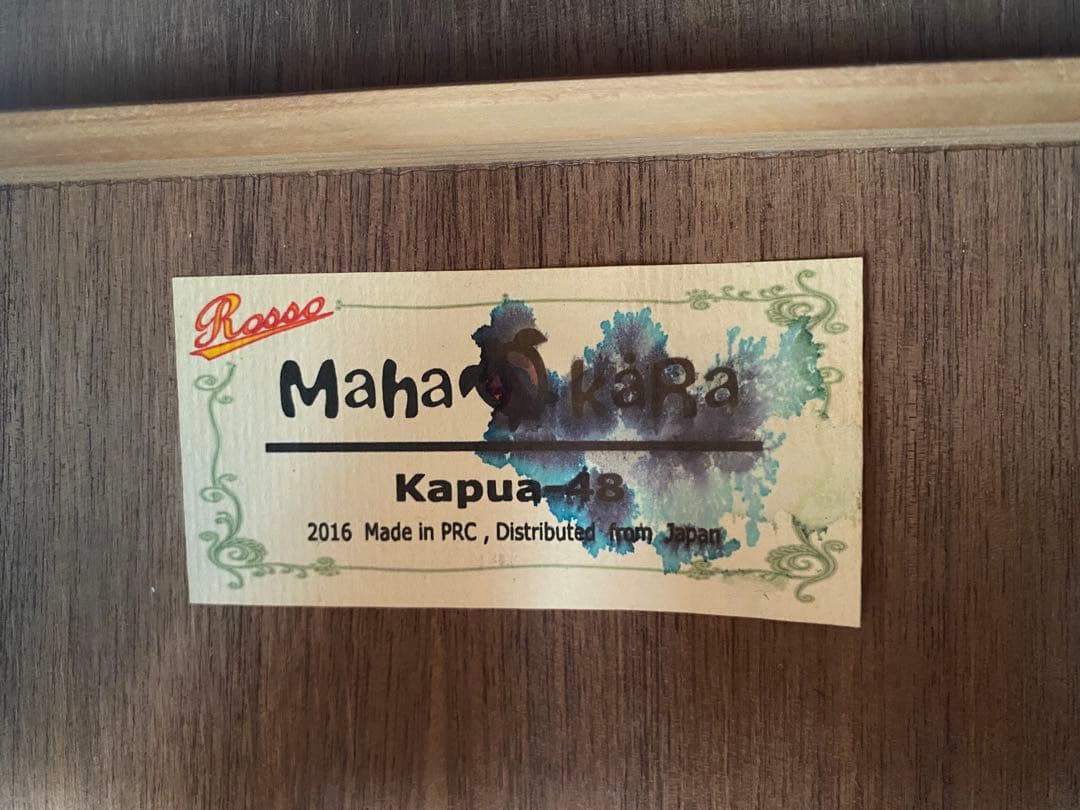 Rosso
Maha kaRa
Kapua-48
2016 Made in PRC , Distributed from Japan